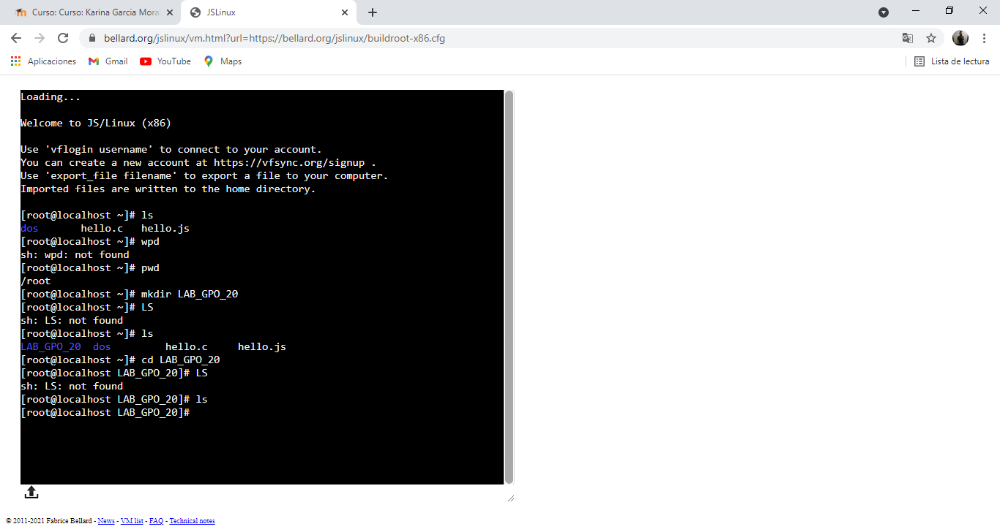 Curso: Curso: Karina Garcia Mora
JSLinux
bellard.org/jslinux/vm.html?url=https://bellard.org/jslinux/buildroot-x86.cfg
Aplicaciones Gmail YouTube Maps Lista de lectura
Loading...
Welcome to JS/Linux (x86)
Use 'vflogin username' to connect to your account.
You can create a new account at https://vfsync.org/signup .
Use 'export_file filename' to export a file to your computer.
Imported files are written to the home directory.
[root@localhost ~]# ls
dos hello.c hello.js
[root@localhost ~]# wpd
sh: wpd: not found
[root@localhost ~]# pwd
/root
[root@localhost ~]# mkdir LAB_GPO_20
[root@localhost ~]# LS
sh: LS: not found
[root@localhost ~]# ls
LAB_GPO_20 dos hello.c hello.js
[root@localhost ~]# cd LAB_GPO_20
[root@localhost LAB_GPO_20]# LS
sh: LS: not found
[root@localhost LAB_GPO_20]# ls
[root@localhost LAB_GPO_20]#
© 2011-2021 Fabrice Bellard - News - VM list - FAQ - Technical notes